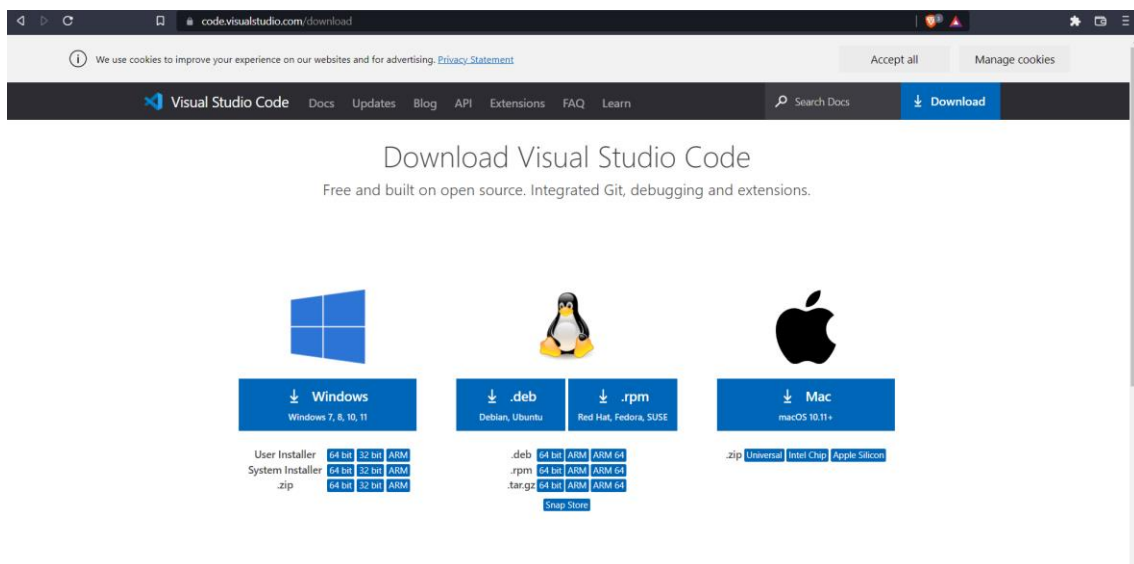 code.visualstudio.com/download
We use cookies to improve your experience on our websites and for advertising. Privacy Statement
Accept all
Manage cookies
Visual Studio Code Docs Updates Blog API Extensions FAQ Learn
Search Docs
Download
Download Visual Studio Code
Free and built on open source. Integrated Git, debugging and extensions.
Windows
Windows 7, 8, 10, 11
User Installer 64 bit 32 bit ARM
System Installer 64 bit 32 bit ARM
.zip 64 bit 32 bit ARM
.deb
Debian, Ubuntu
.rpm
Red Hat, Fedora, SUSE
.deb 64 bit ARM ARM 64
.rpm 64 bit ARM ARM 64
.tar.gz 64 bit ARM ARM 64
Snap Store
Mac
macOS 10.11+
.zip Universal Intel Chip Apple Silicon